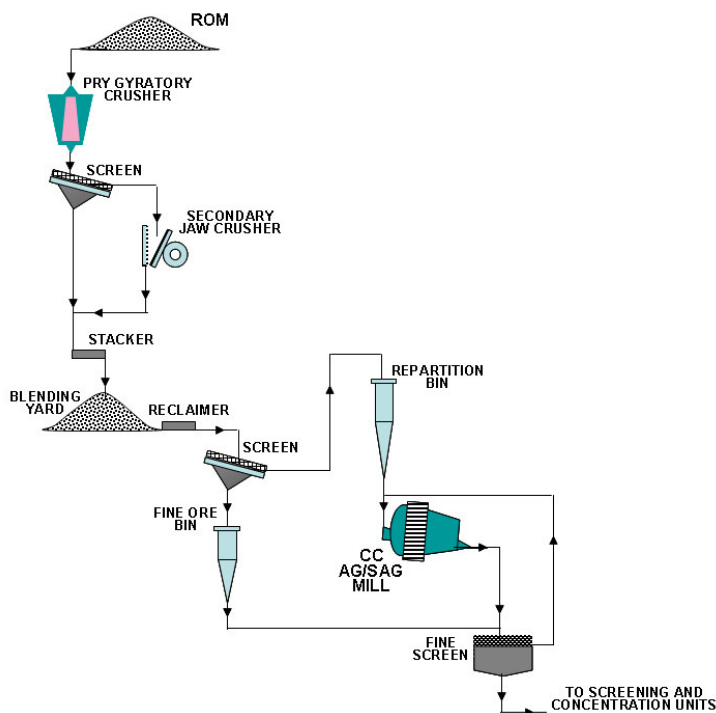 ROM
PRY GYRATORY
CRUSHER
SCREEN
SECONDARY
JAW CRUSHER
STACKER
BLENDING
YARD
RECLAIMER
SCREEN
REPARTITION
BIN
FINE ORE
BIN
CC
AG/SAG
MILL
FINE
SCREEN
TO SCREENING AND
CONCENTRATION UNITS